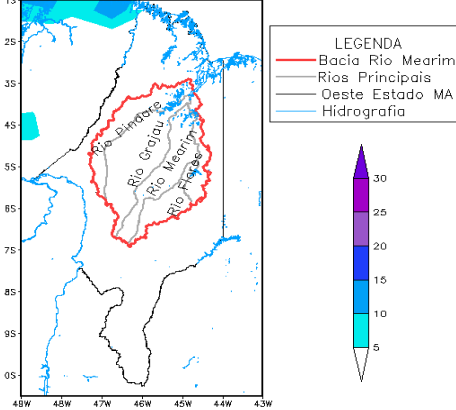 1S
2S
3S
4S
5S
6S
7S
8S
9S
0S
49W 48W 47W 46W 45W 44W 43W
Rio Pindare
Rio Grajau
Rio Mearim
Rio Flores
LEGENDA
Bacia Rio Mearim
Rios Principais
Oeste Estado MA
Hidrografia
30
25
20
15
10
5